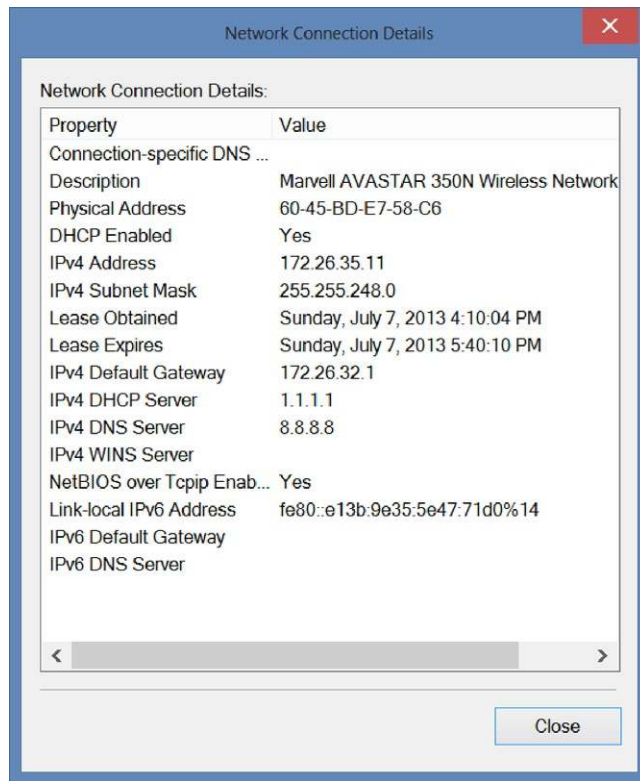 Network Connection Details
Network Connection Details:
Property Value
Connection-specific DNS ...
Description Marvell AVASTAR 350N Wireless Network
Physical Address 60-45-BD-E7-58-C6
DHCP Enabled Yes
IPv4 Address 172.26.35.11
IPv4 Subnet Mask 255.255.248.0
Lease Obtained Sunday, July 7, 2013 4:10:04 PM
Lease Expires Sunday, July 7, 2013 5:40:10 PM
IPv4 Default Gateway 172.26.32.1
IPv4 DHCP Server 1.1.1.1
IPv4 DNS Server 8.8.8.8
IPv4 WINS Server
NetBIOS over Tcpip Enab... Yes
Link-local IPv6 Address fe80::e13b:9e35:5e47:71d0%14
IPv6 Default Gateway
IPv6 DNS Server
Close